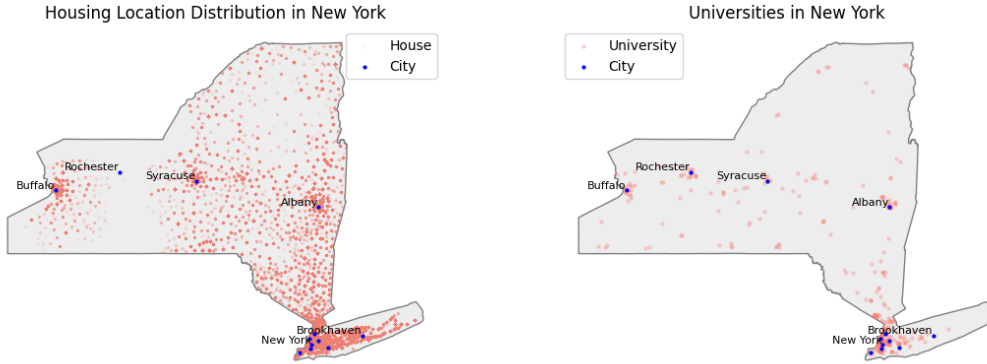 Housing Location Distribution in New York
House
City
Rochester
Syracuse
Buffalo
Albany
Brookhaven
New York
Universities in New York
University
City
Rochester
Syracuse
Buffalo
Albany
Brookhaven
New York